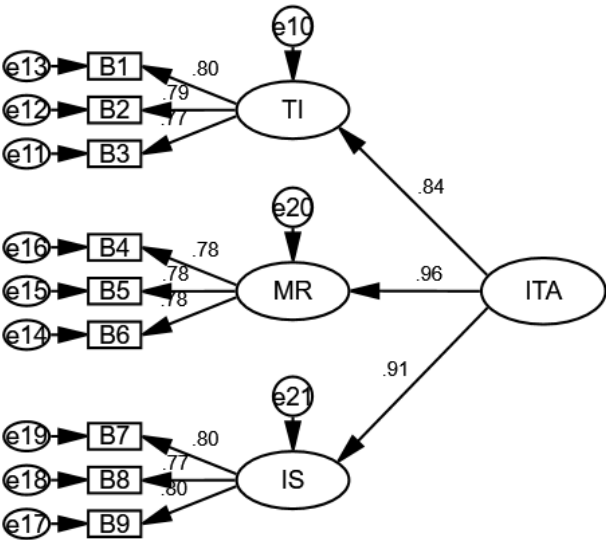 e10
e13 B1 .80
e12 B2 .79 TI
e11 B3 .77
.84
e20
e16 B4 .78
e15 B5 .78 MR .96 ITA
e14 B6 .78
.91
e21
e19 B7 .80
e18 B8 .77 IS
e17 B9 .80